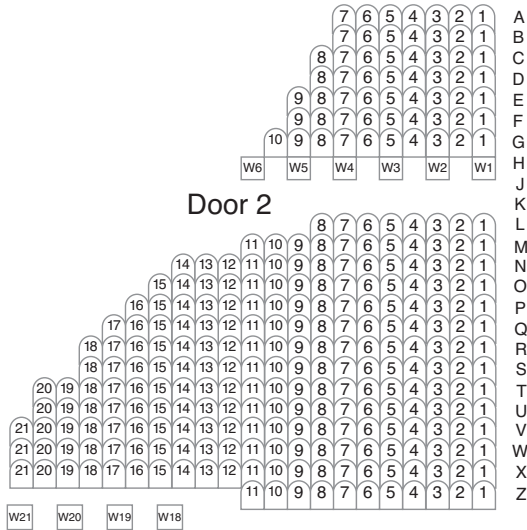 7 6 5 4 3 2 1 A
7 6 5 4 3 2 1 B
8 7 6 5 4 3 2 1 C
8 7 6 5 4 3 2 1 D
9 8 7 6 5 4 3 2 1 E
9 8 7 6 5 4 3 2 1 F
10 9 8 7 6 5 4 3 2 1 G
W6 W5 W4 W3 W2 W1 H
J
Door 2 K
8 7 6 5 4 3 2 1 L
11 10 9 8 7 6 5 4 3 2 1 M
14 13 12 11 10 9 8 7 6 5 4 3 2 1 N
15 14 13 12 11 10 9 8 7 6 5 4 3 2 1 O
16 15 14 13 12 11 10 9 8 7 6 5 4 3 2 1 P
17 16 15 14 13 12 11 10 9 8 7 6 5 4 3 2 1 Q
18 17 16 15 14 13 12 11 10 9 8 7 6 5 4 3 2 1 R
18 17 16 15 14 13 12 11 10 9 8 7 6 5 4 3 2 1 S
20 19 18 17 16 15 14 13 12 11 10 9 8 7 6 5 4 3 2 1 T
20 19 18 17 16 15 14 13 12 11 10 9 8 7 6 5 4 3 2 1 U
21 20 19 18 17 16 15 14 13 12 11 10 9 8 7 6 5 4 3 2 1 V
21 20 19 18 17 16 15 14 13 12 11 10 9 8 7 6 5 4 3 2 1 W
21 20 19 18 17 16 15 14 13 12 11 10 9 8 7 6 5 4 3 2 1 X
11 10 9 8 7 6 5 4 3 2 1 Z
W21 W20 W19 W18